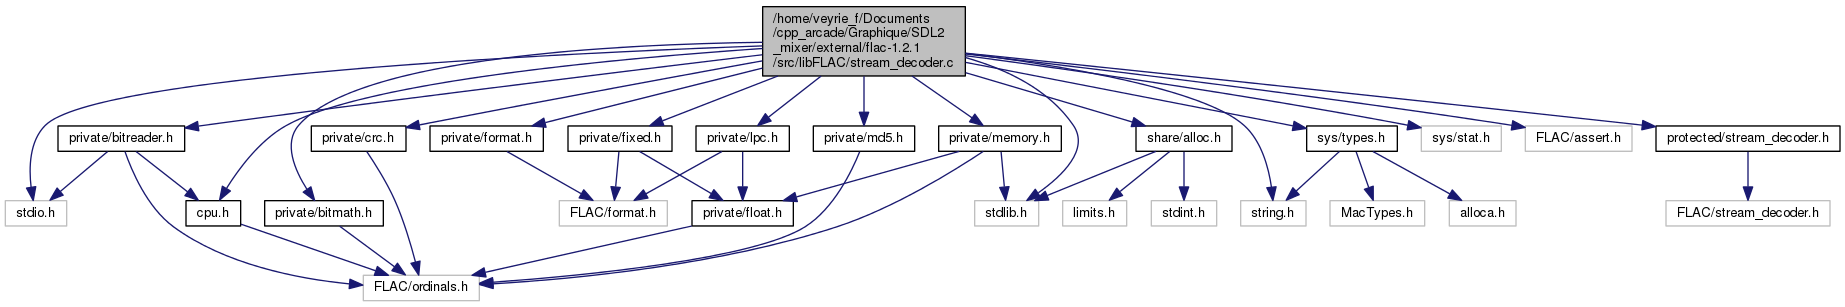 /home/veyrie_f/Documents
/cpp_arcade/Graphique/SDL2
_mixer/external/flac-1.2.1
/src/libFLAC/stream_decoder.c
private/bitreader.h
private/crc.h
private/format.h
private/fixed.h
private/lpc.h
private/md5.h
private/memory.h
share/alloc.h
sys/types.h
sys/stat.h
FLAC/assert.h
protected/stream_decoder.h
stdio.h
cpu.h
private/bitmath.h
FLAC/format.h
private/float.h
stdlib.h
limits.h
stdint.h
string.h
MacTypes.h
alloca.h
FLAC/stream_decoder.h
FLAC/ordinals.h